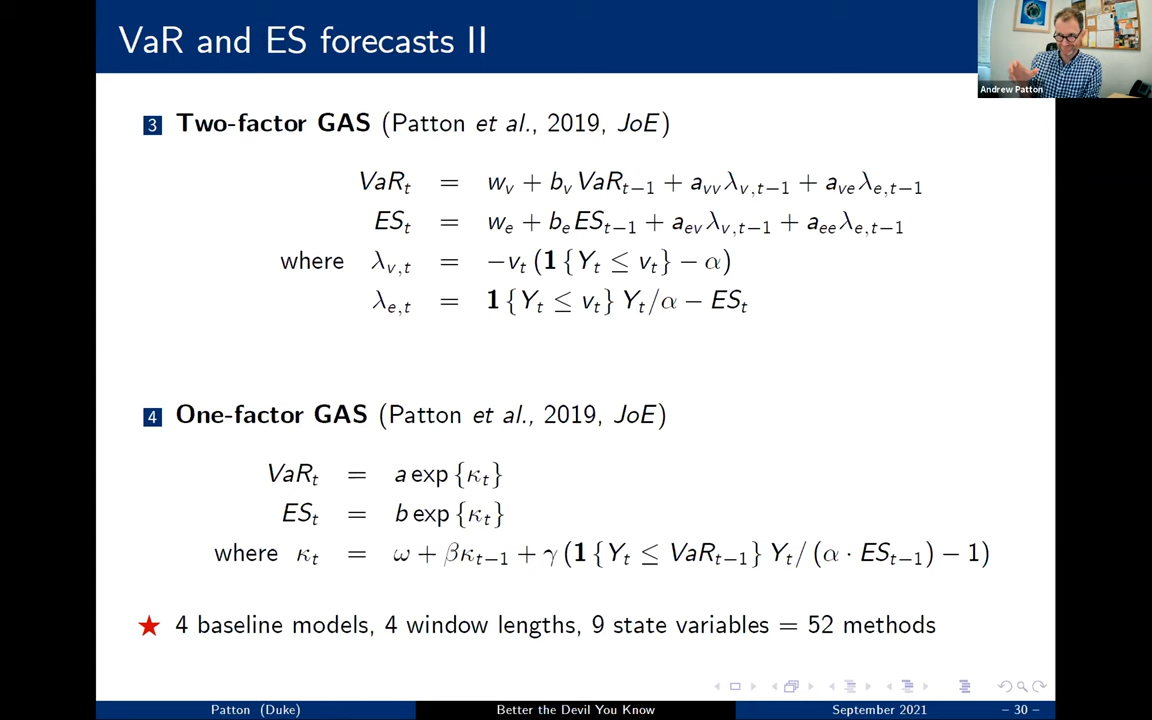 VaR and ES forecasts II
Andrew Patton
3 Two-factor GAS (Patton et al., 2019, JoE)
VaR_t = w_v + b_v VaR_{t−1} + a_{vv} λ_{v,t−1} + a_{ve} λ_{e,t−1}
ES_t = w_e + b_e ES_{t−1} + a_{ev} λ_{v,t−1} + a_{ee} λ_{e,t−1}
where λ_{v,t} = −v_t (1 {Y_t ≤ v_t} − α)
λ_{e,t} = 1 {Y_t ≤ v_t} Y_t/α − ES_t
4 One-factor GAS (Patton et al., 2019, JoE)
VaR_t = a exp {κ_t}
ES_t = b exp {κ_t}
where κ_t = ω + βκ_{t−1} + γ (1 {Y_t ≤ VaR_{t−1}} Y_t/ (α · ES_{t−1}) − 1)
★ 4 baseline models, 4 window lengths, 9 state variables = 52 methods
Patton (Duke) Better the Devil You Know September 2021 – 30 –